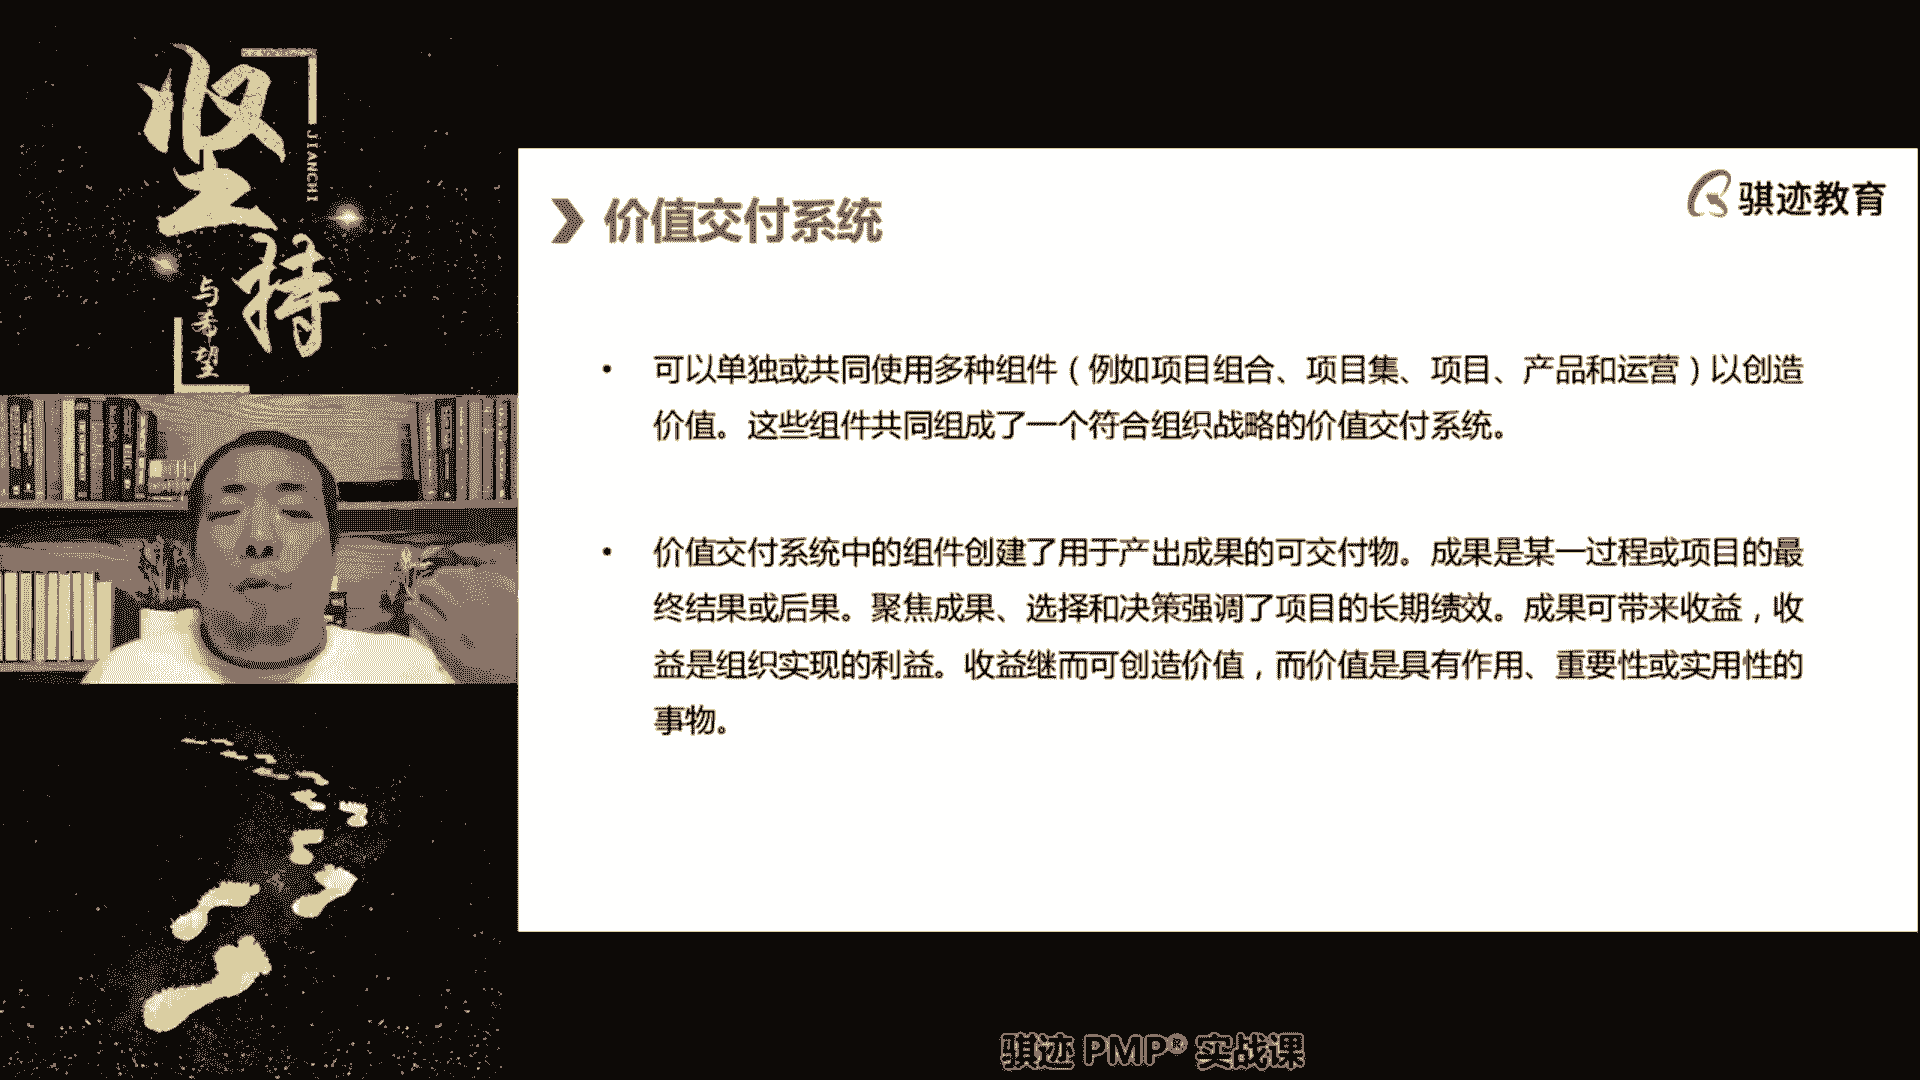 坚持
JIANCHI
与希望
价值交付系统
骐迹教育
• 可以单独或共同使用多种组件（例如项目组合、项目集、项目、产品和运营）以创造
价值。这些组件共同组成了一个符合组织战略的价值交付系统。
• 价值交付系统中的组件创建了用于产出成果的可交付物。成果是某一过程或项目的最
终结果或后果。聚焦成果、选择和决策强调了项目的长期绩效。成果可带来收益，收
益是组织实现的利益。收益继而可创造价值，而价值是具有作用、重要性或实用性的
事物。
骐迹 PMP® 实战课